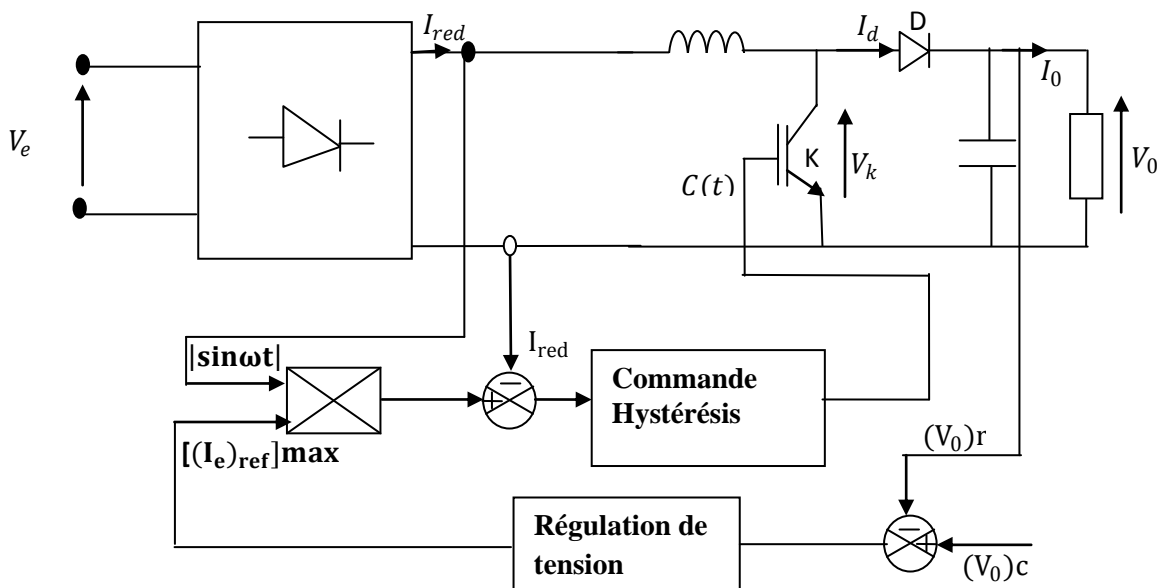 I_red
I_d
D
I_0
V_e
K
V_k
V_0
C(t)
|sinωt|
I_red
Commande
Hystérésis
[(I_e)_ref]max
(V_0)r
Régulation de
tension
(V_0)c